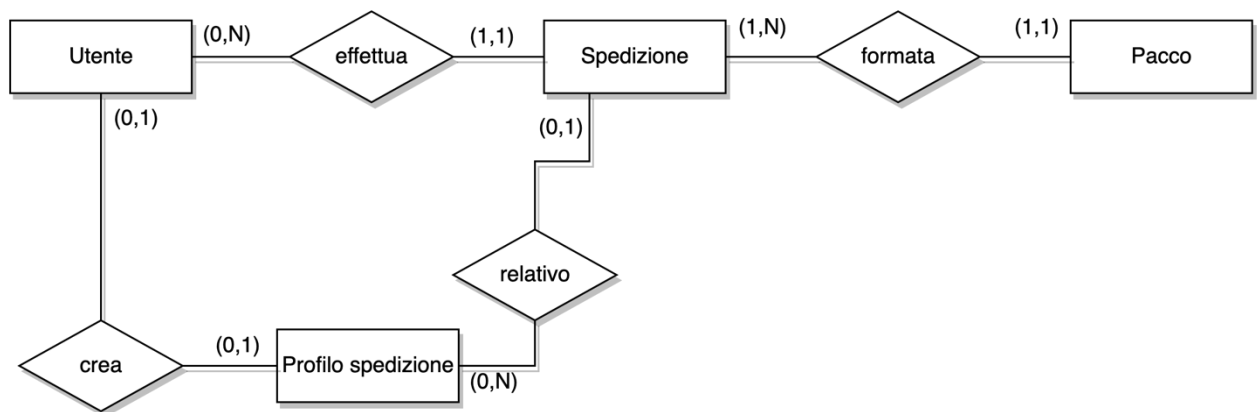 Utente
(0,N)
effettua
(1,1)
Spedizione
(1,N)
formata
(1,1)
Pacco
(0,1)
(0,1)
relativo
crea
(0,1)
Profilo spedizione
(0,N)